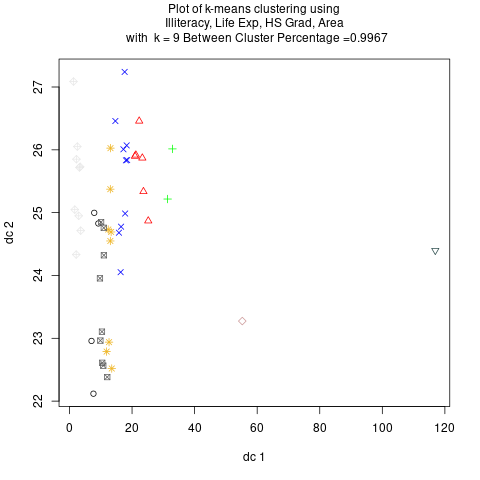 Plot of k-means clustering using
Illiteracy, Life Exp, HS Grad, Area
with k = 9 Between Cluster Percentage =0.9967
27
26
25
24
23
22
dc 2
0 20 40 60 80 100 120
dc 1